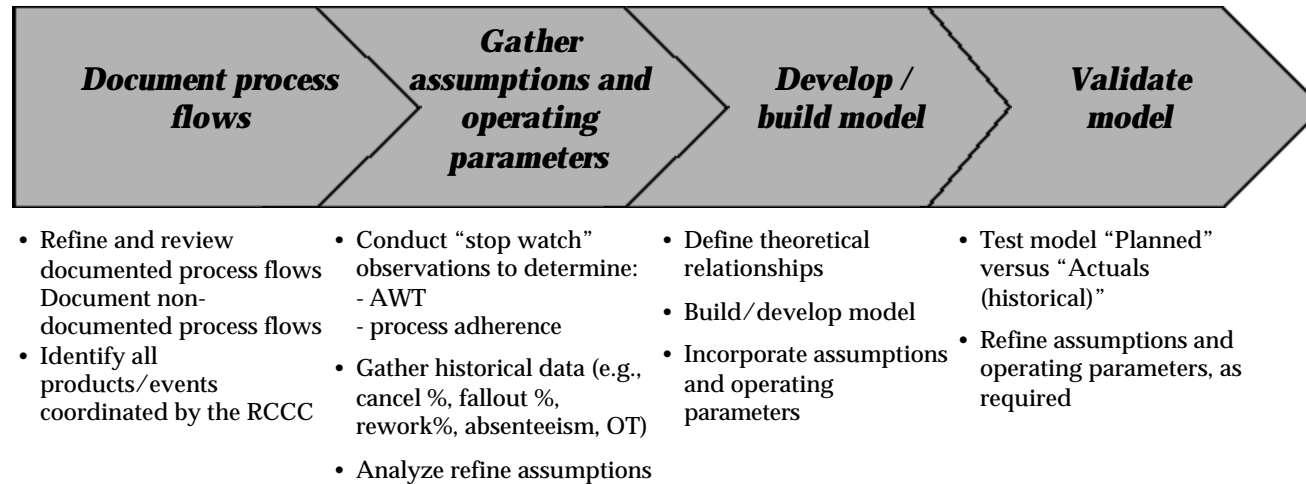 Document process
flows
Gather
assumptions and
operating
parameters
Develop /
build model
Validate
model
• Refine and review
documented process flows
Document non-
documented process flows
• Identify all
products/events
coordinated by the RCCC
• Conduct “stop watch”
observations to determine:
- AWT
- process adherence
• Gather historical data (e.g.,
cancel %, fallout %,
rework%, absenteeism, OT)
• Analyze refine assumptions
• Define theoretical
relationships
• Build/develop model
• Incorporate assumptions
and operating
parameters
• Test model “Planned”
versus “Actuals
(historical)”
• Refine assumptions and
operating parameters, as
required